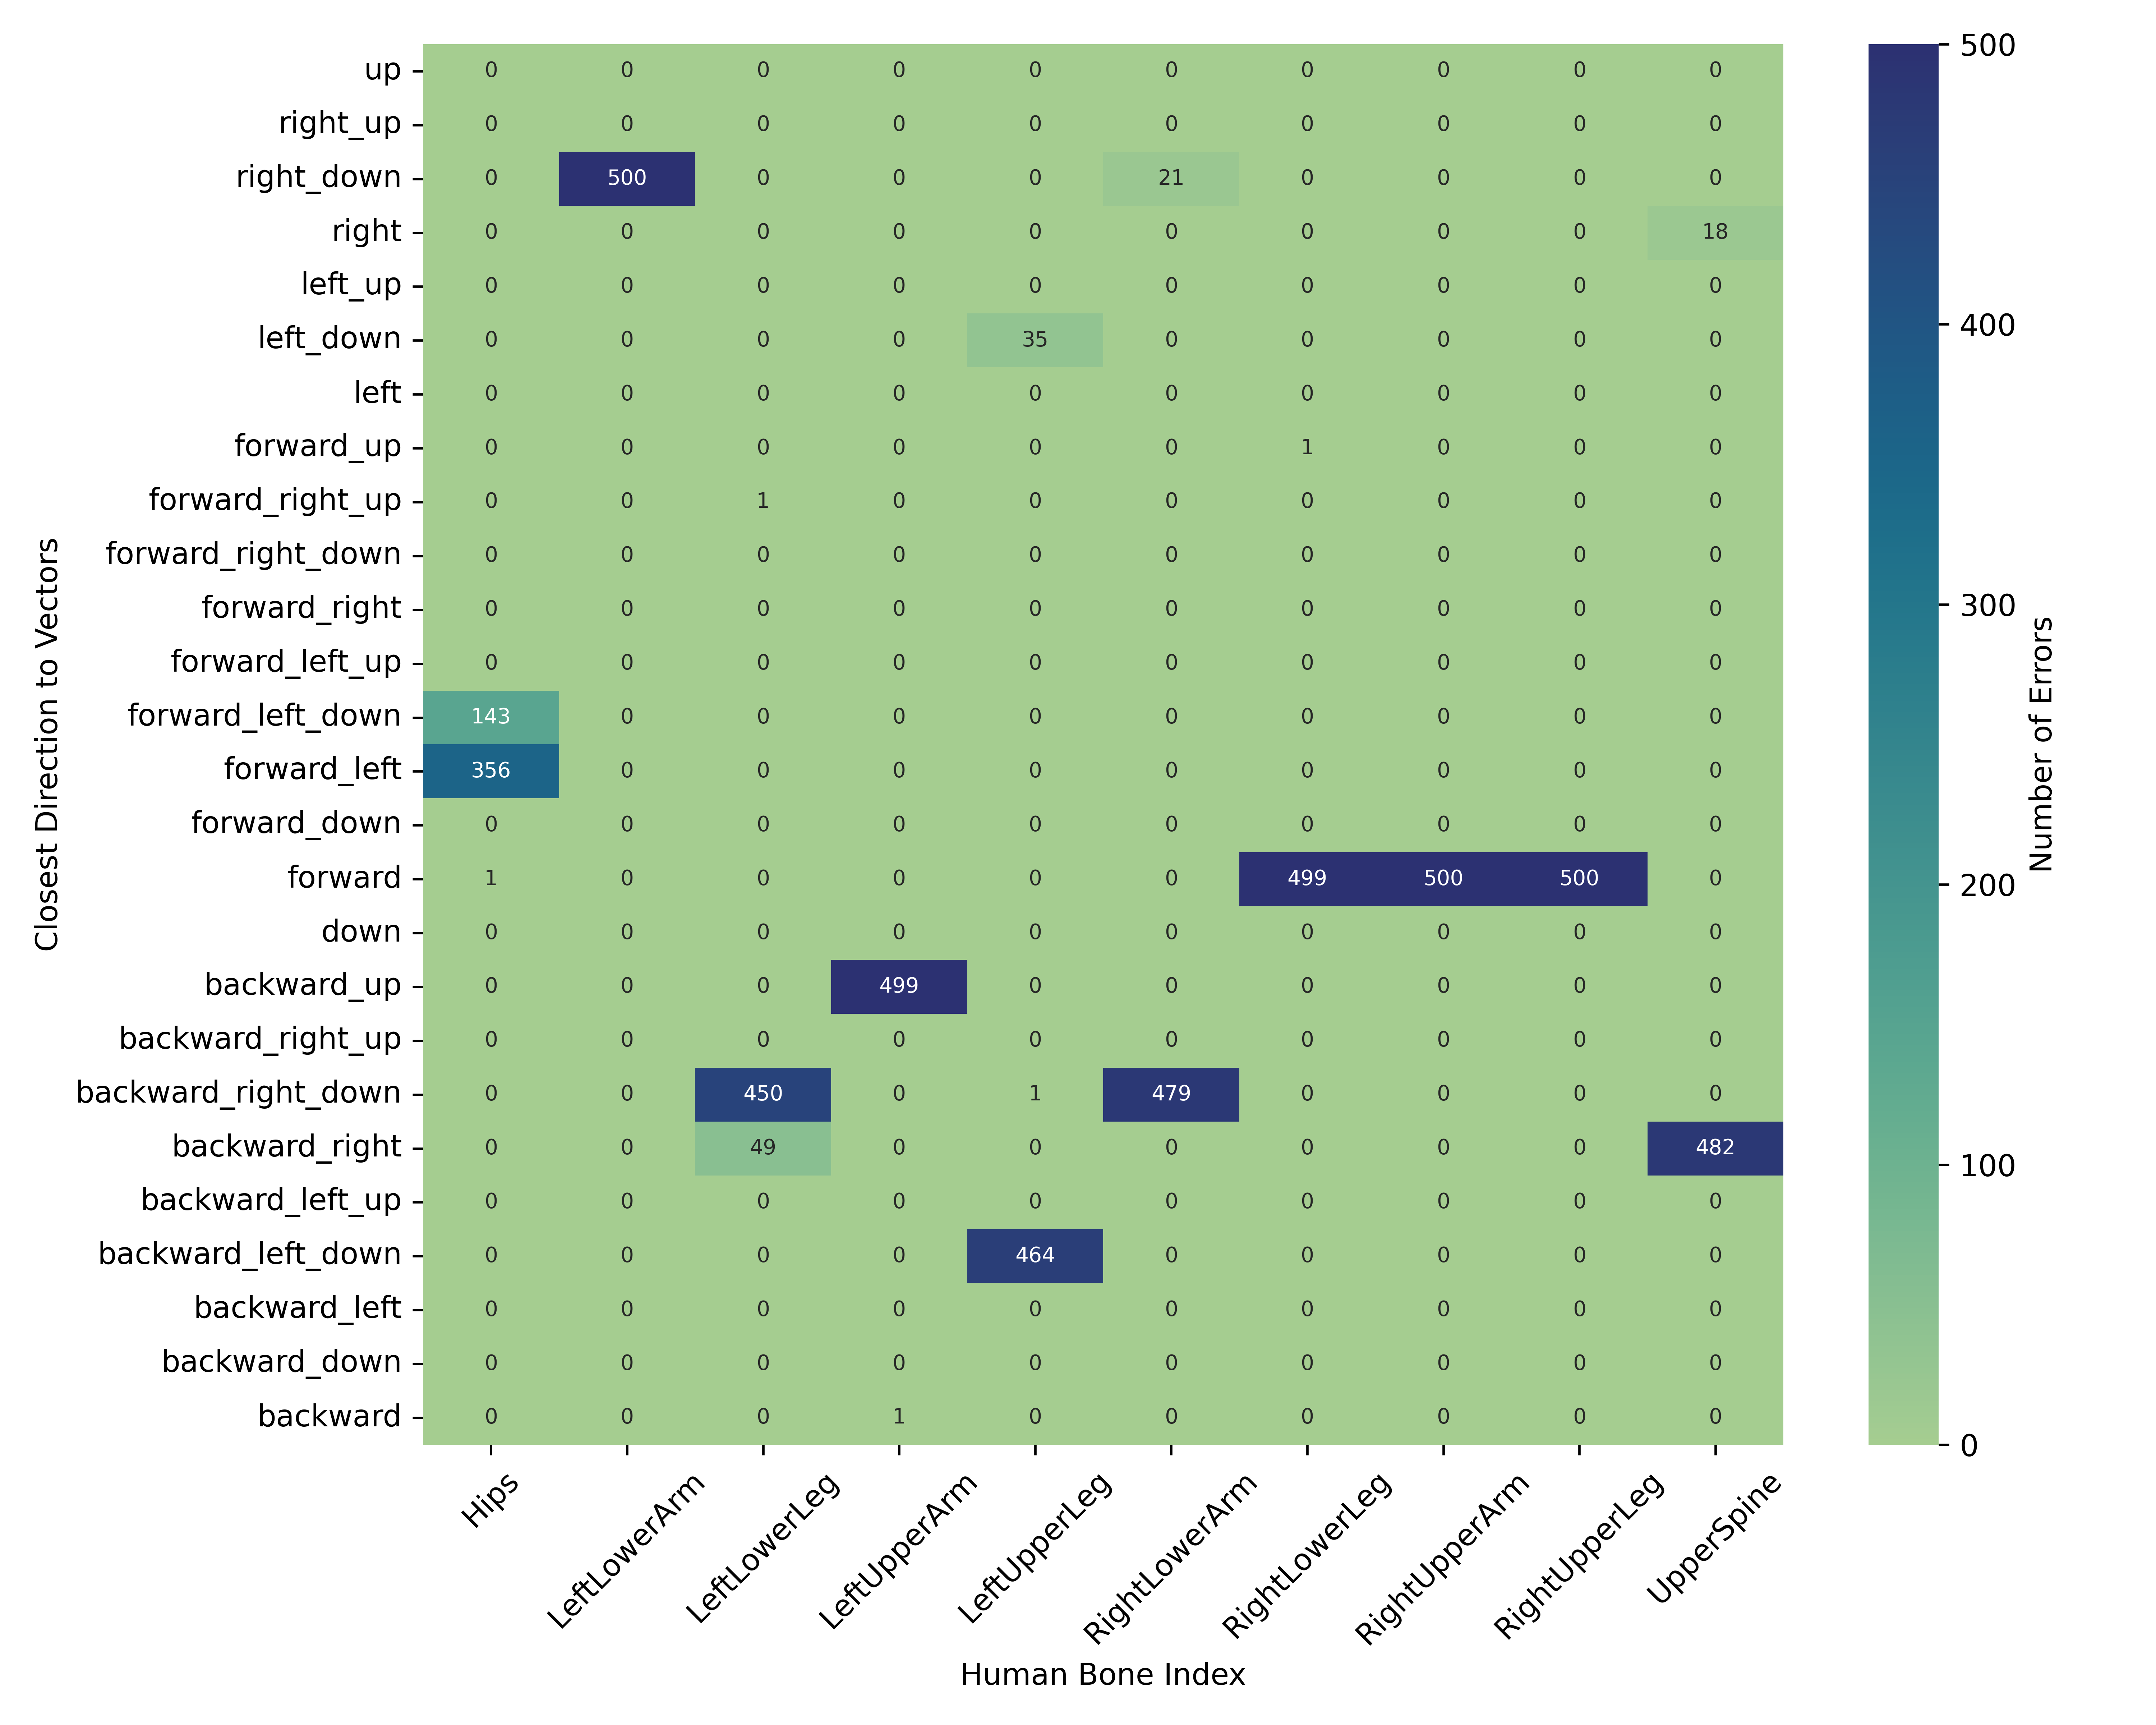 up 0 0 0 0 0 0 0 0 0 0
right_up 0 0 0 0 0 0 0 0 0 0
right_down 0 500 0 0 0 21 0 0 0 0
right 0 0 0 0 0 0 0 0 0 18
left_up 0 0 0 0 0 0 0 0 0 0
left_down 0 0 0 0 35 0 0 0 0 0
left 0 0 0 0 0 0 0 0 0 0
forward_up 0 0 0 0 0 0 1 0 0 0
forward_right_up 0 0 1 0 0 0 0 0 0 0
forward_right_down 0 0 0 0 0 0 0 0 0 0
forward_right 0 0 0 0 0 0 0 0 0 0
forward_left_up 0 0 0 0 0 0 0 0 0 0
forward_left_down 143 0 0 0 0 0 0 0 0 0
forward_left 356 0 0 0 0 0 0 0 0 0
forward_down 0 0 0 0 0 0 0 0 0 0
forward 1 0 0 0 0 0 499 500 500 0
down 0 0 0 0 0 0 0 0 0 0
backward_up 0 0 0 499 0 0 0 0 0 0
backward_right_up 0 0 0 0 0 0 0 0 0 0
backward_right_down 0 0 450 0 1 479 0 0 0 0
backward_right 0 0 49 0 0 0 0 0 0 482
backward_left_up 0 0 0 0 0 0 0 0 0 0
backward_left_down 0 0 0 0 464 0 0 0 0 0
backward_left 0 0 0 0 0 0 0 0 0 0
backward_down 0 0 0 0 0 0 0 0 0 0
backward 0 0 0 1 0 0 0 0 0 0
Closest Direction to Vectors
Hips
LeftLowerArm
LeftLowerLeg
LeftUpperArm
LeftUpperLeg
RightLowerArm
RightLowerLeg
RightUpperArm
RightUpperLeg
UpperSpine
Human Bone Index
500
400
300
200
100
0
Number of Errors